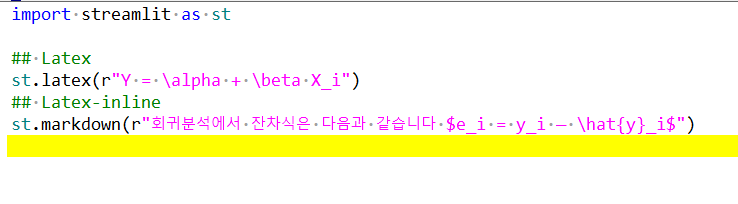 import streamlit as st
## Latex
st.latex(r"Y = \alpha + \beta X_i")
## Latex-inline
st.markdown(r"회귀분석에서 잔차식은 다음과 같습니다 $e_i = y_i – \hat{y}_i$")